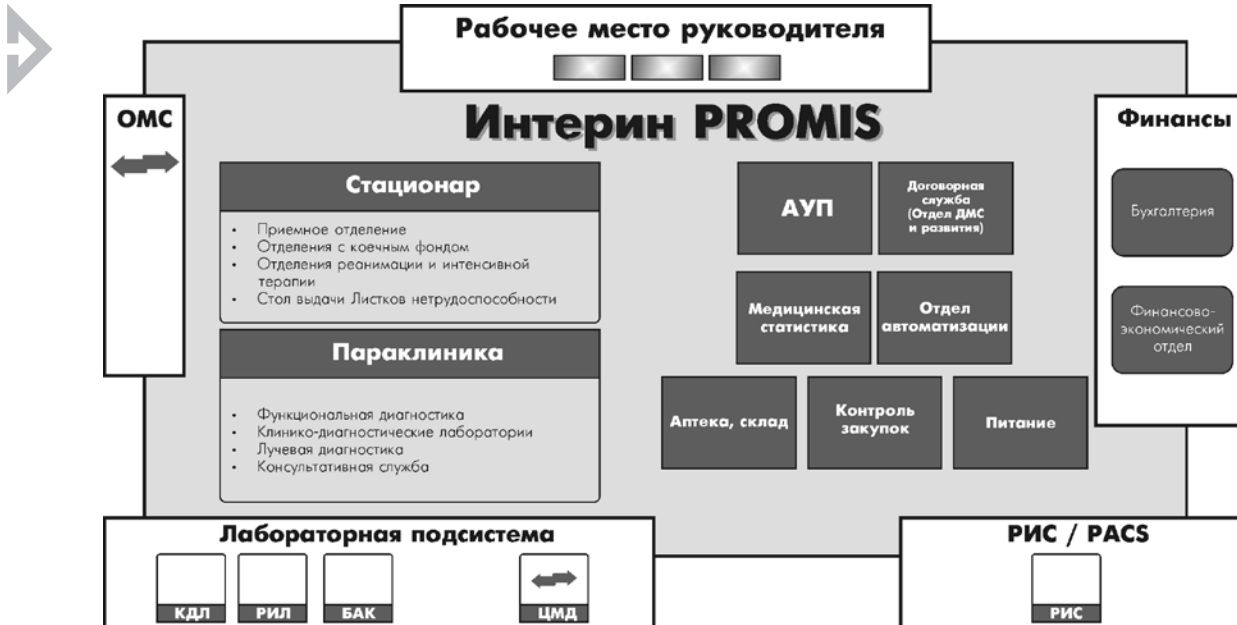 Рабочее место руководителя
ОМС
Интерин PROMIS
Финансы
Стационар
• Приемное отделение
• Отделения с коечным фондом
• Отделения реанимации и интенсивной
терапии
• Стол выдачи Листков нетрудоспособности
Параклиника
• Функциональная диагностика
• Клинико-диагностические лаборатории
• Лучевая диагностика
• Консультативная служба
АУП
Договорная
служба
(Отдел ДМС
и развития)
Медицинская
статистика
Отдел
автоматизации
Аптека, склад
Контроль
закупок
Питание
Бухгалтерия
Финансово-
экономический
отдел
Лабораторная подсистема
КДЛ
РИЛ
БАК
ЦМД
РИС / PACS
РИС